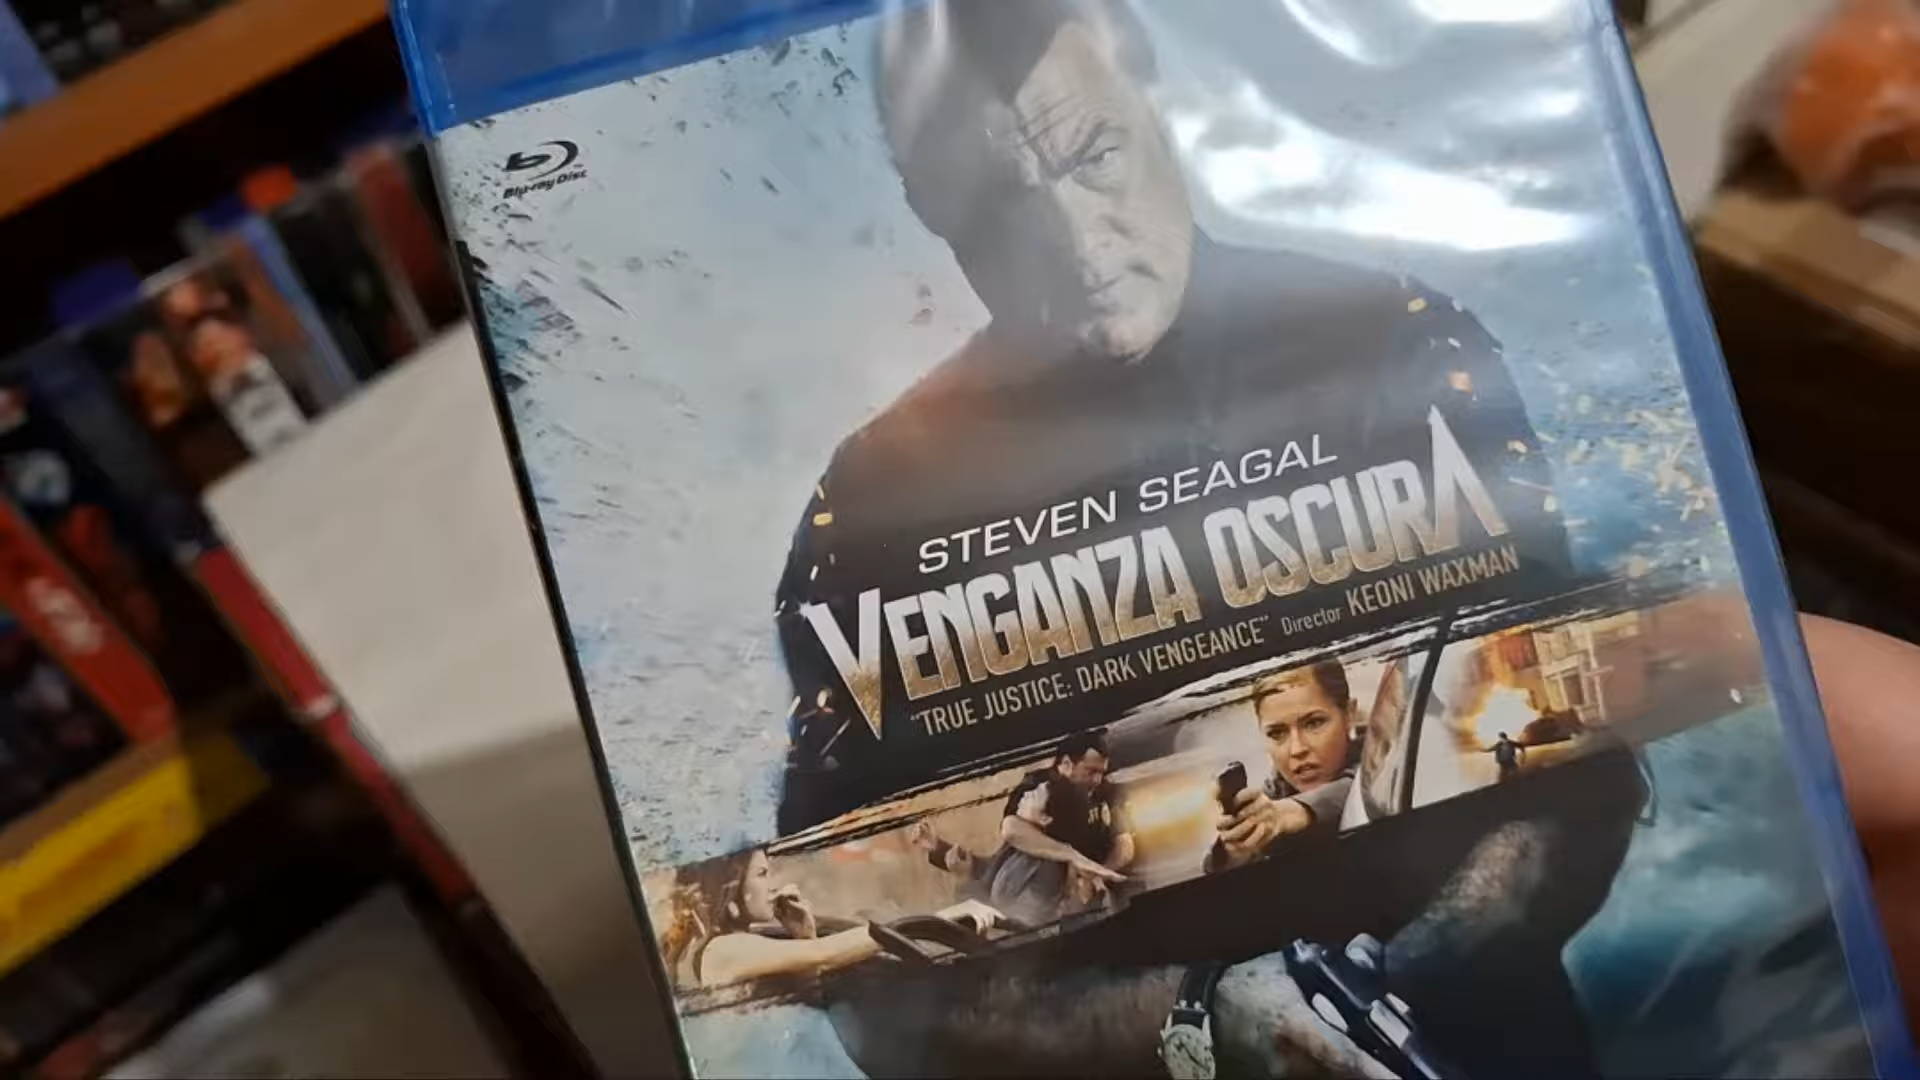 Blu-ray Disc
STEVEN SEAGAL
VENGANZA OSCURA
"TRUE JUSTICE: DARK VENGEANCE" Director KEONI WAXMAN